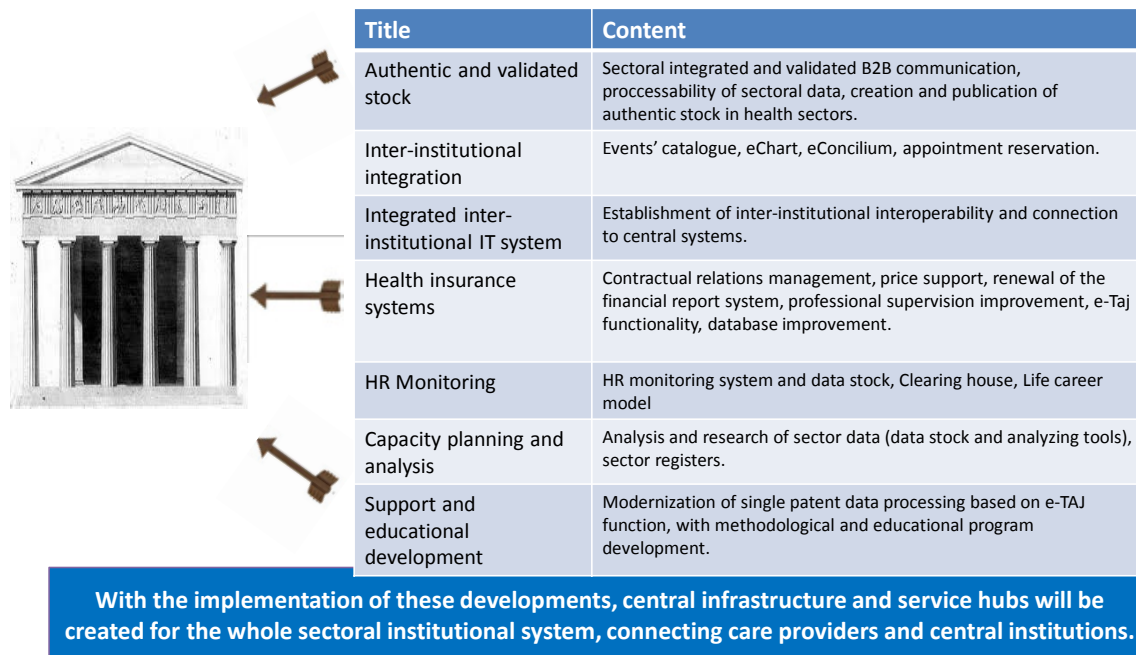 Title
Content
Authentic and validated
stock
Sectoral integrated and validated B2B communication,
proccessability of sectoral data, creation and publication of
authentic stock in health sectors.
Inter-institutional
integration
Events’ catalogue, eChart, eConcilium, appointment reservation.
Integrated inter-
institutional IT system
Establishment of inter-institutional interoperability and connection
to central systems.
Health insurance
systems
Contractual relations management, price support, renewal of the
financial report system, professional supervision improvement, e-Taj
functionality, database improvement.
HR Monitoring
HR monitoring system and data stock, Clearing house, Life career
model
Capacity planning and
analysis
Analysis and research of sector data (data stock and analyzing tools),
sector registers.
Support and
educational
development
Modernization of single patent data processing based on e-TAJ
function, with methodological and educational program
development.
With the implementation of these developments, central infrastructure and service hubs will be
created for the whole sectoral institutional system, connecting care providers and central institutions.